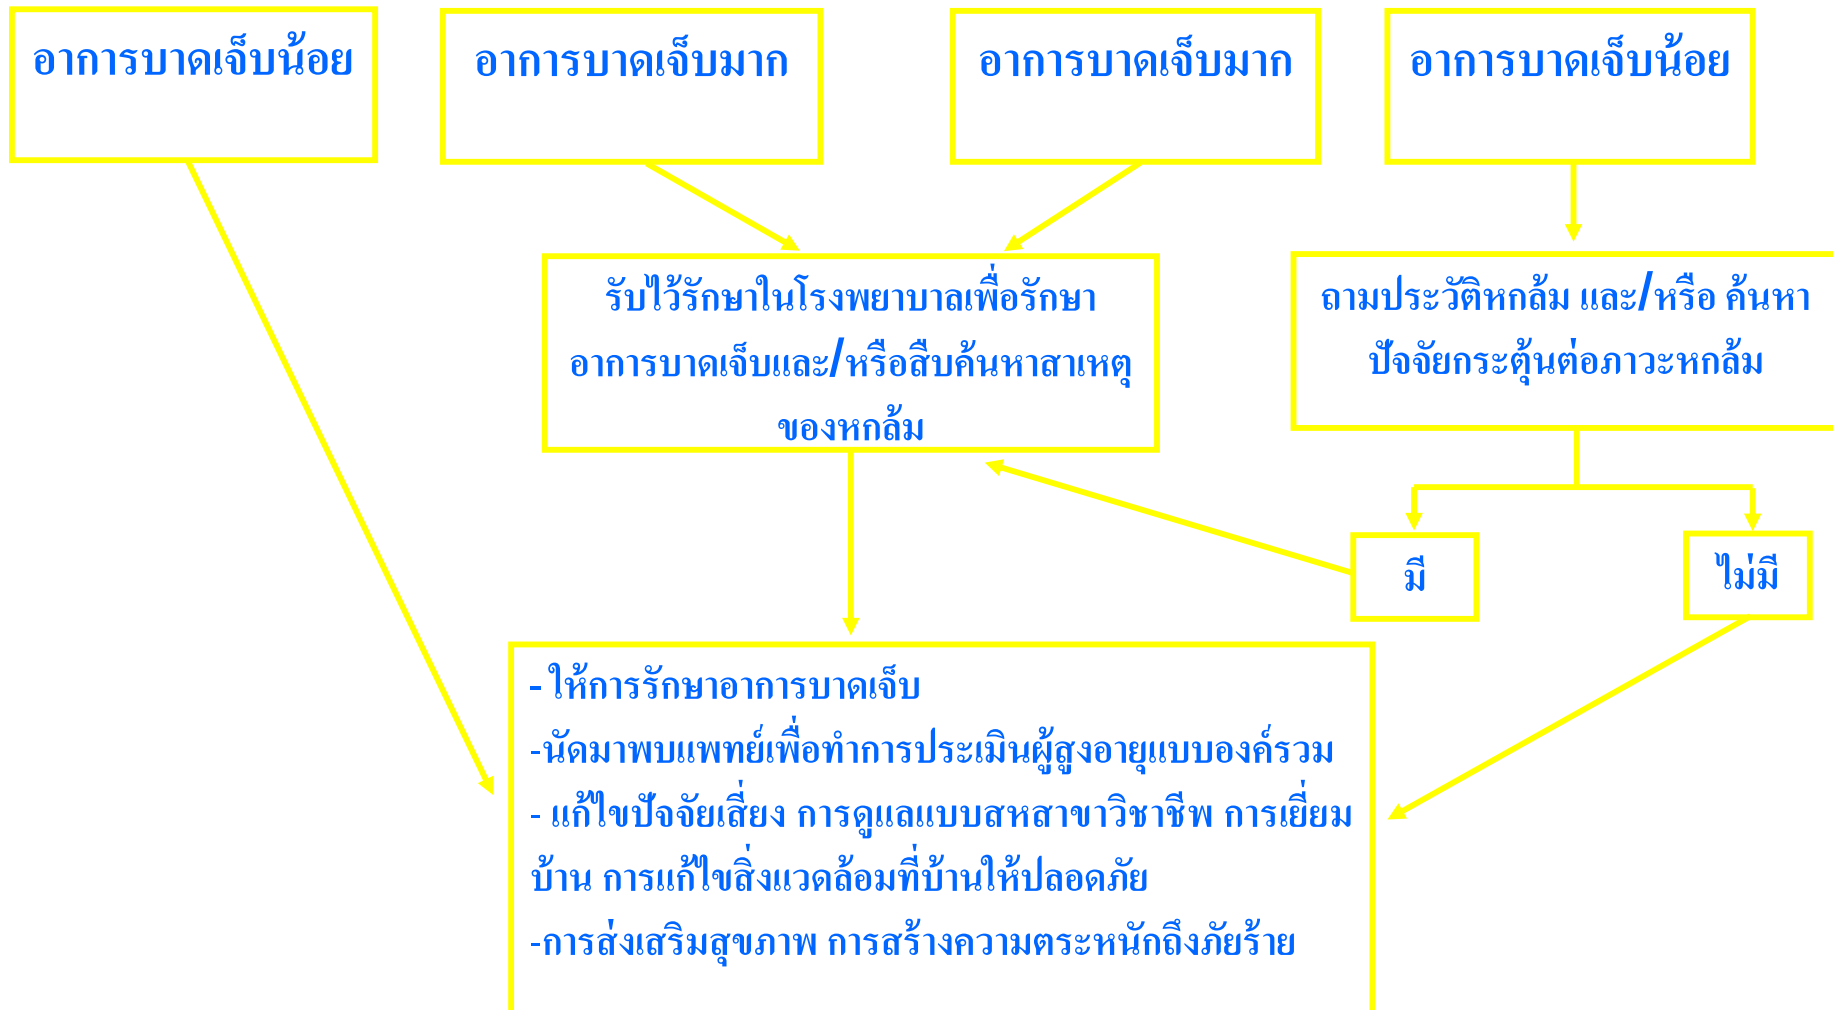 อาการบาดเจ็บน้อย
อาการบาดเจ็บมาก
อาการบาดเจ็บมาก
อาการบาดเจ็บน้อย
รับไว้รักษาในโรงพยาบาลเพื่อรักษา
อาการบาดเจ็บและ/หรือสืบค้นหาสาเหตุ
ของหกล้ม
ถามประวัติหกล้ม และ/หรือ ค้นหา
ปัจจัยกระตุ้นต่อภาวะหกล้ม
มี
ไม่มี
- ให้การรักษาอาการบาดเจ็บ
-นัดมาพบแพทย์เพื่อทำการประเมินผู้สูงอายุแบบองค์รวม
- แก้ไขปัจจัยเสี่ยง การดูแลแบบสหสาขาวิชาชีพ การเยี่ยม
บ้าน การแก้ไขสิ่งแวดล้อมที่บ้านให้ปลอดภัย
-การส่งเสริมสุขภาพ การสร้างความตระหนักถึงภัยร้าย